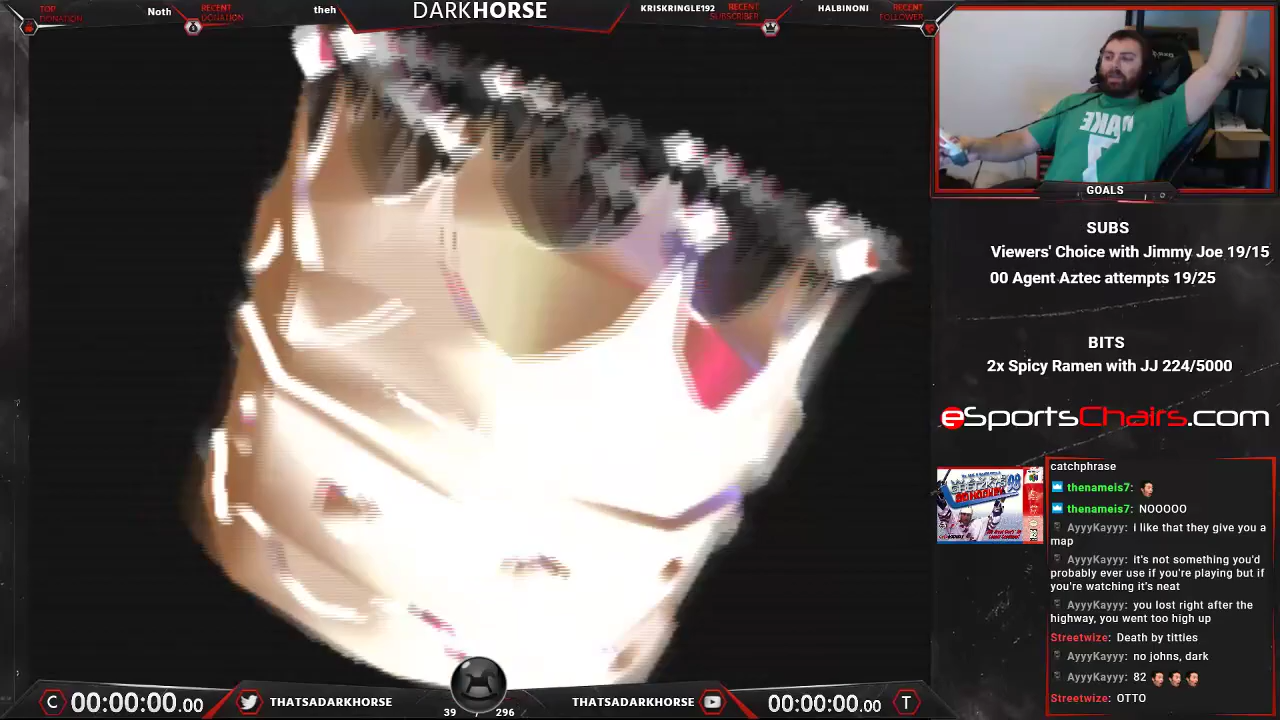 TOP
DONATION
Noth
RECENT
DONATION
theh
DARKHORSE
KRISKRINGLE192
RECENT
SUBSCRIBER
HALBINONI
RECENT
FOLLOWER
GOALS
SUBS
Viewers' Choice with Jimmy Joe 19/15
00 Agent Aztec attempts 19/25
BITS
2x Spicy Ramen with JJ 224/5000
eSportsChairs.com
catchphrase
thenameis7:
thenameis7: NOOOOO
AyyyKayyy: i like that they give you a
map
AyyyKayyy: it's not something you'd
probably ever use if you're playing but if
you're watching it's neat
AyyyKayyy: you lost right after the
highway, you went too high up
Streetwize: Death by titties
AyyyKayyy: no johns, dark
AyyyKayyy: 82
Streetwize: OTTO
C 00:00:00.00
THATSADARKHORSE
39 296
THATSADARKHORSE
00:00:00.00 T